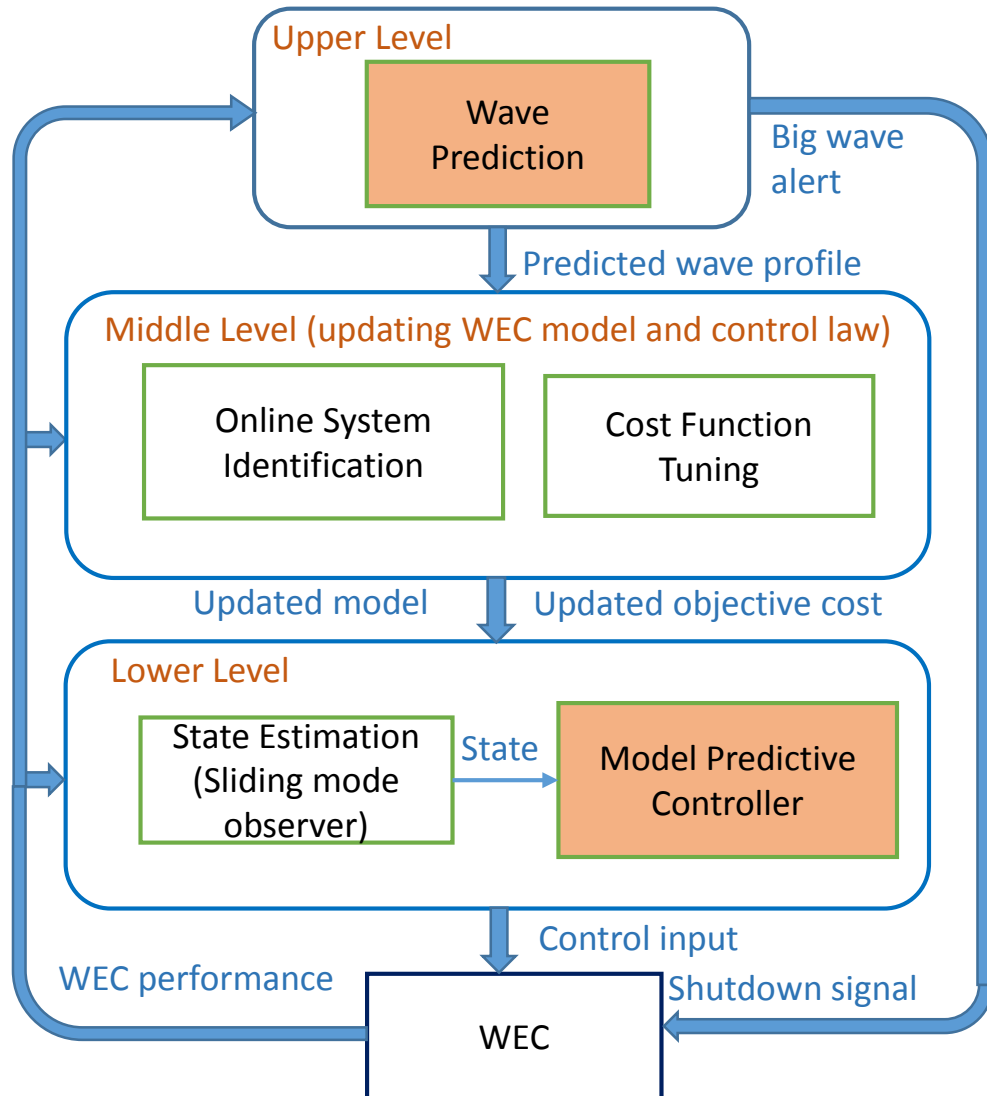 Upper Level
Wave
Prediction
Big wave
alert
Predicted wave profile
Middle Level (updating WEC model and control law)
Online System
Identification
Cost Function
Tuning
Updated model
Updated objective cost
Lower Level
State Estimation
(Sliding mode
observer)
State
Model Predictive
Controller
Control input
WEC performance
Shutdown signal
WEC